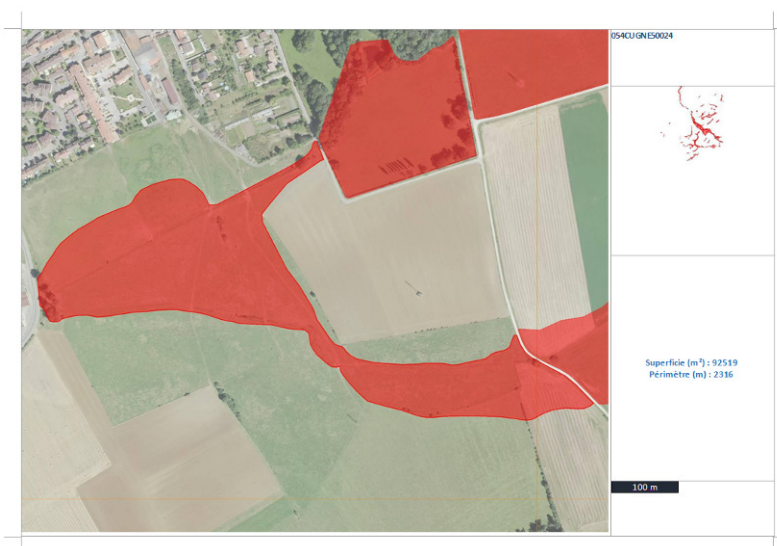 054CUGNE50024
Superficie (m²) : 92519
Périmètre (m) : 2316
100 m